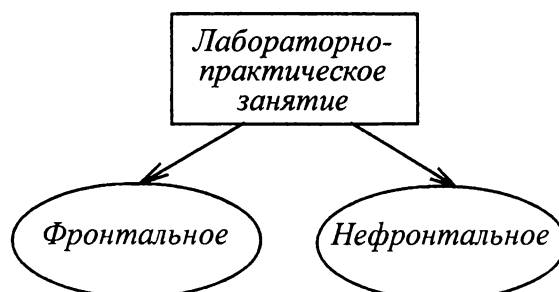 Лабораторно-
практическое
занятие
Фронтальное
Нефронтальное